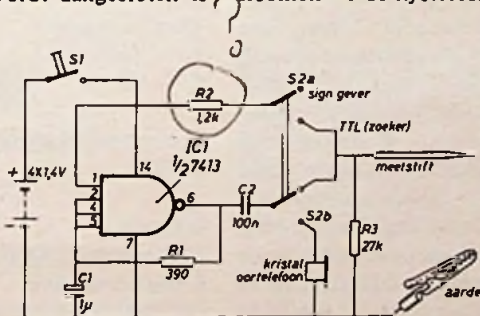 S1
R2
1,2k
S2a
sign gever
TTL (zoeker)
IC1
1/2 7413
14
+ 4X1,4V
1
2
4
5
6
7
C2
100n
meetstift
S2b
R1
390
R3
27k
kristal
oortelefoon
C1
1µ
aarde